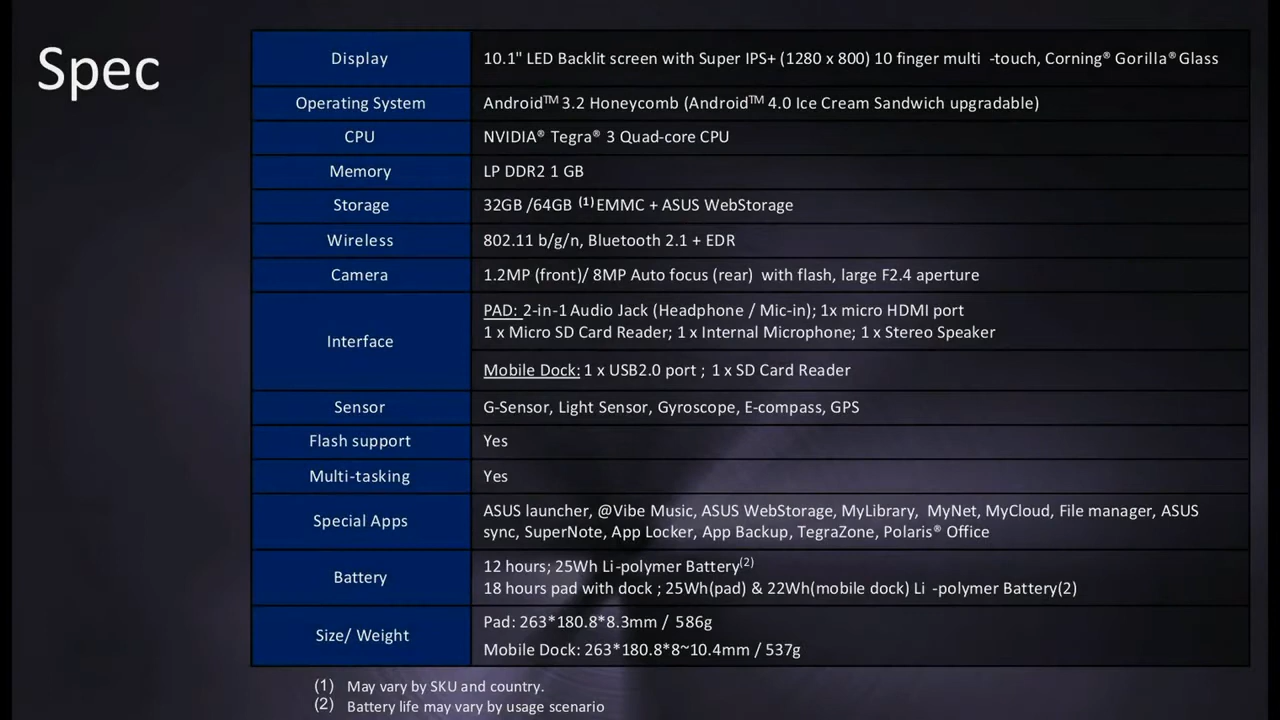 Spec
Display
10.1" LED Backlit screen with Super IPS+ (1280 x 800) 10 finger multi -touch, Corning® Gorilla® Glass
Operating System
Android™ 3.2 Honeycomb (Android™ 4.0 Ice Cream Sandwich upgradable)
CPU
NVIDIA® Tegra® 3 Quad-core CPU
Memory
LP DDR2 1 GB
Storage
32GB /64GB (1) EMMC + ASUS WebStorage
Wireless
802.11 b/g/n, Bluetooth 2.1 + EDR
Camera
1.2MP (front)/ 8MP Auto focus (rear) with flash, large F2.4 aperture
Interface
PAD: 2-in-1 Audio Jack (Headphone / Mic-in); 1x micro HDMI port
1 x Micro SD Card Reader; 1 x Internal Microphone; 1 x Stereo Speaker
Mobile Dock: 1 x USB2.0 port ; 1 x SD Card Reader
Sensor
G-Sensor, Light Sensor, Gyroscope, E-compass, GPS
Flash support
Yes
Multi-tasking
Yes
Special Apps
ASUS launcher, @Vibe Music, ASUS WebStorage, MyLibrary, MyNet, MyCloud, File manager, ASUS
sync, SuperNote, App Locker, App Backup, TegraZone, Polaris® Office
Battery
12 hours; 25Wh Li-polymer Battery(2)
18 hours pad with dock ; 25Wh(pad) & 22Wh(mobile dock) Li -polymer Battery(2)
Size/ Weight
Pad: 263*180.8*8.3mm / 586g
Mobile Dock: 263*180.8*8~10.4mm / 537g
(1) May vary by SKU and country.
(2) Battery life may vary by usage scenario